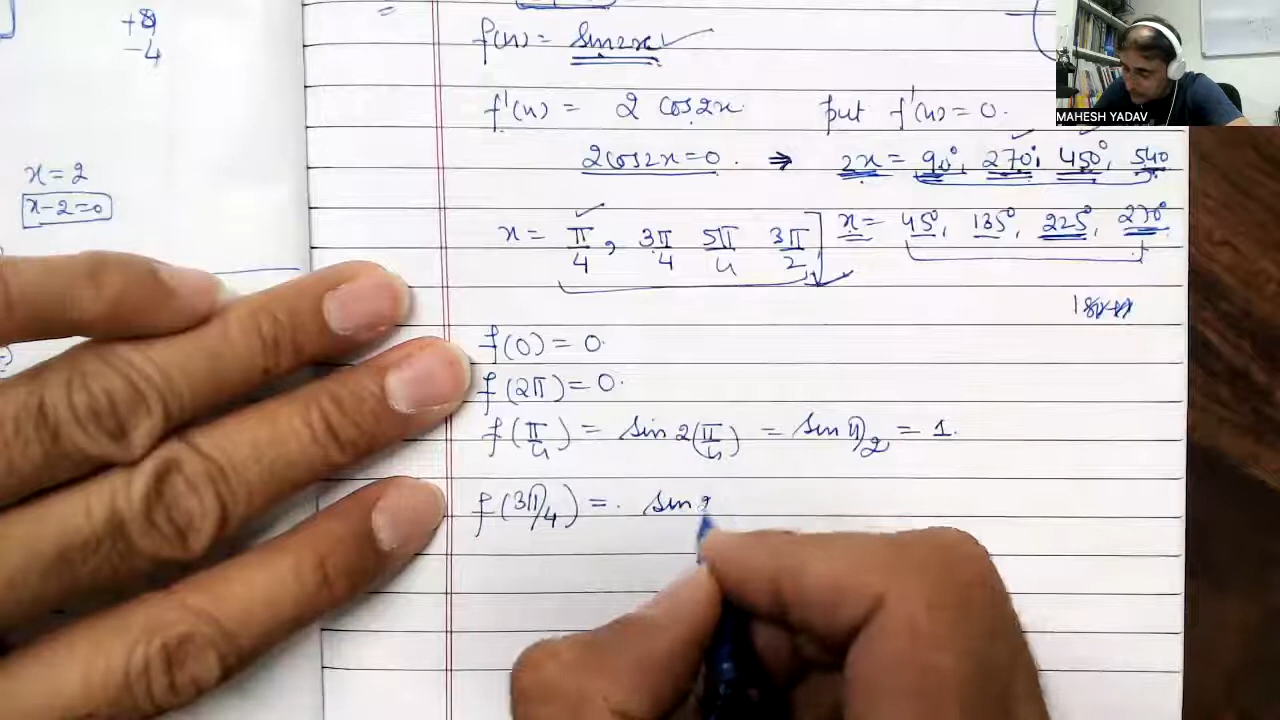 +8
-4
=
f(x) = sin2x ✓
f'(x) = 2 cos2x. put f'(x)=0.
2cos2x=0. ⇒ 2x = 90°, 270°, 450°, 540
x=2
x-2=0
x = π/4, 3π/4 5π/4 3π/2 x = 45°, 135°, 225°, 270°
f(0) = 0.
f(2π) = 0.
f(π/4) = sin 2(π/4) = sin π/2 = 1.
f(3π/4) = . sin 2
MAHESH YADAV